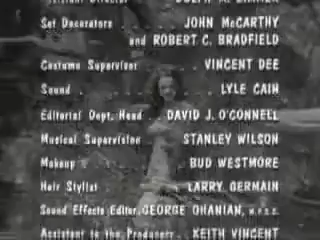 Set Decorators JOHN McCARTHY
and ROBERT C. BRADFIELD
Costume Supervisor . VINCENT DEE
Sound . . LYLE CAIN
Editorial Dept. Head . . DAVID J. O'CONNELL
Musical Supervision STANLEY WILSON
Makeup . BUD WESTMORE
Hair Stylist LARRY GERMAIN
Sound Effects Editor, GEORGE OHANIAN, M.P.S.E.
Assistant to the Producers . . KEITH VINCENT